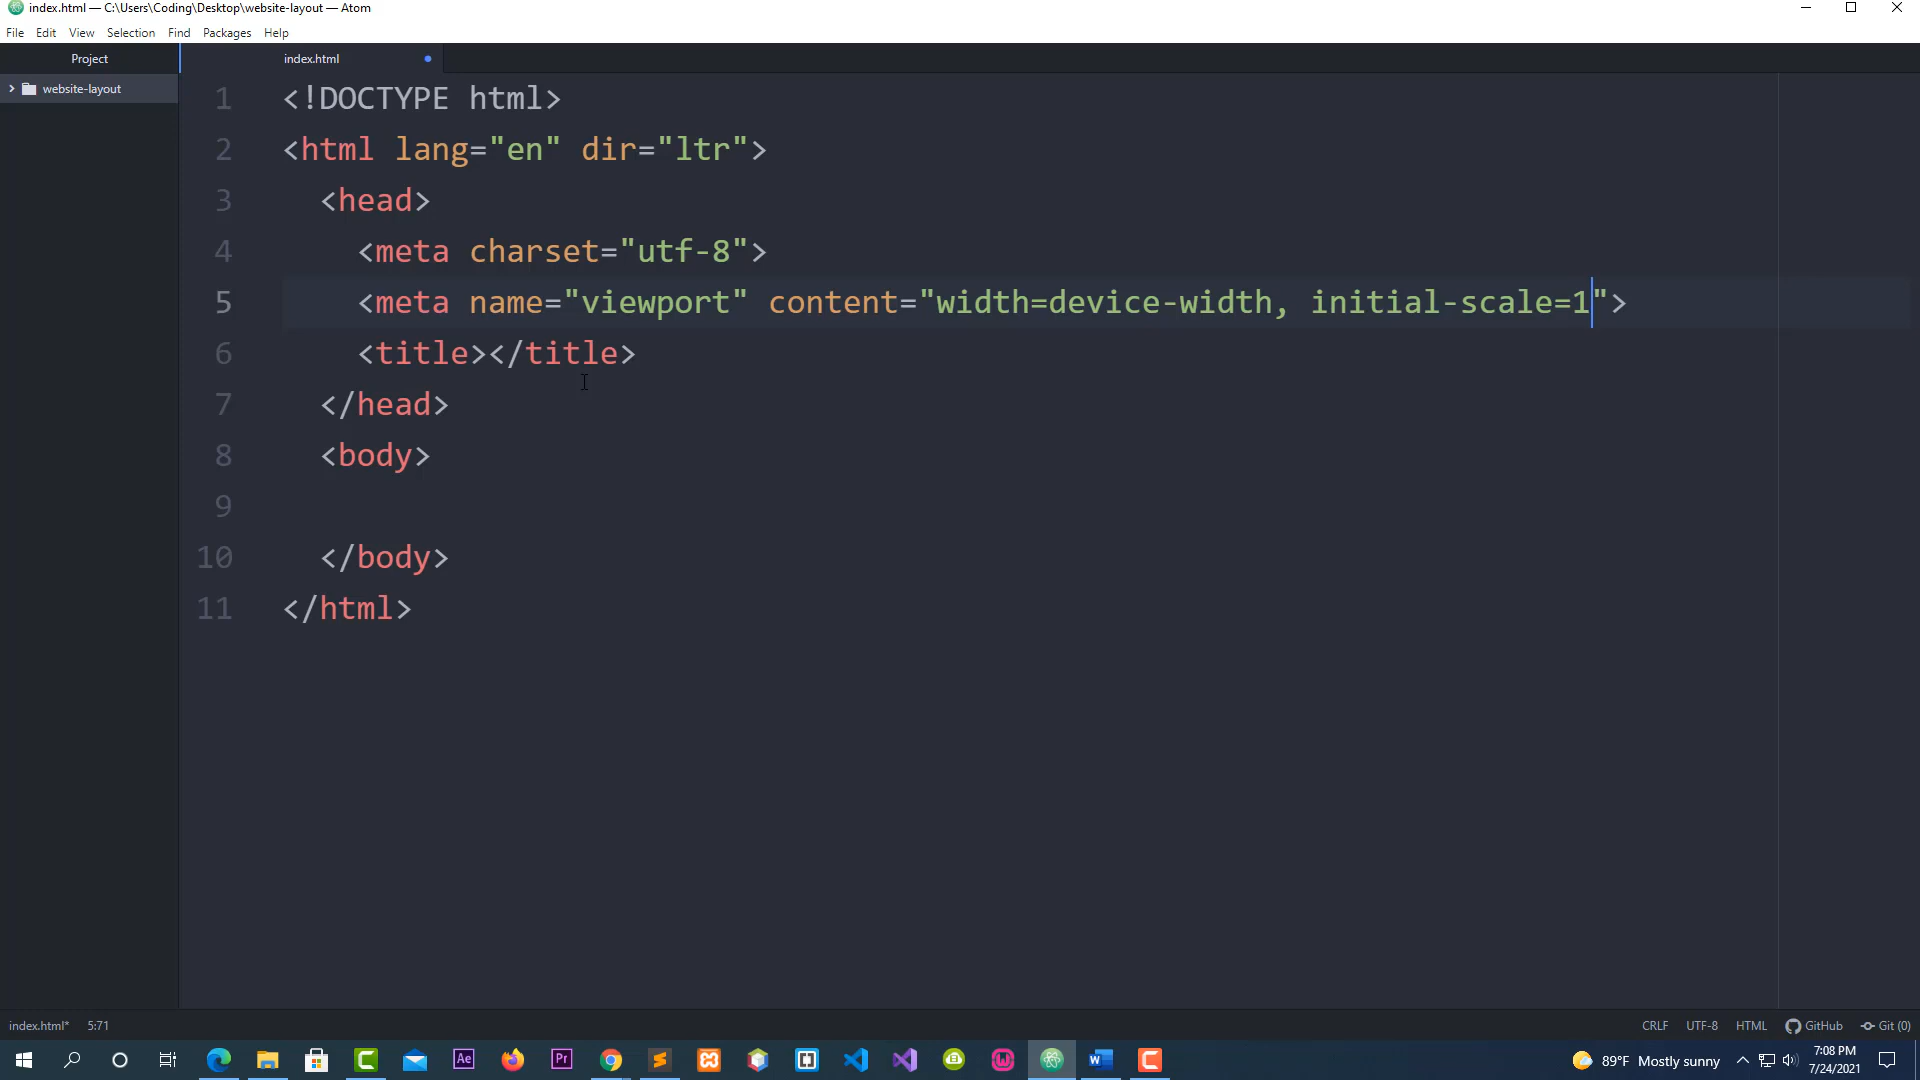 index.html — C:\Users\Coding\Desktop\website-layout — Atom
File Edit View Selection Find Packages Help
Project
index.html
website-layout
1 <!DOCTYPE html>
2 <html lang="en" dir="ltr">
3 <head>
4 <meta charset="utf-8">
5 <meta name="viewport" content="width=device-width, initial-scale=1">
6 <title></title>
7 </head>
8 <body>
9
10 </body>
11 </html>
index.html* 5:71 CRLF UTF-8 HTML GitHub Git (0)
Ae Pr 89°F Mostly sunny 7:08 PM
7/24/2021